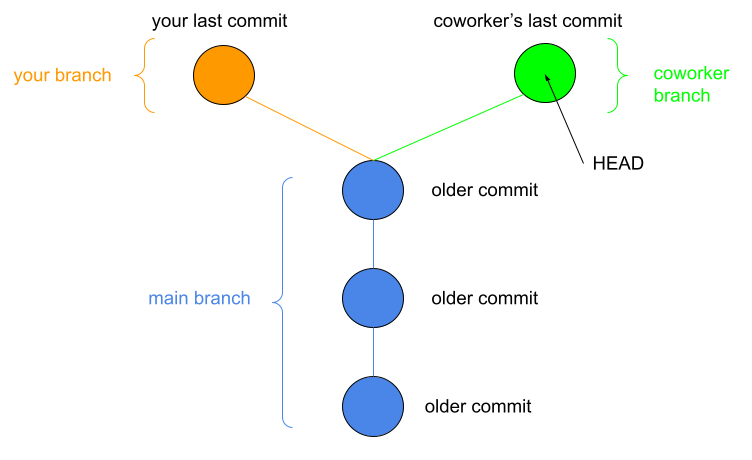 your last commit
coworker’s last commit
your branch
coworker
branch
HEAD
older commit
main branch
older commit
older commit